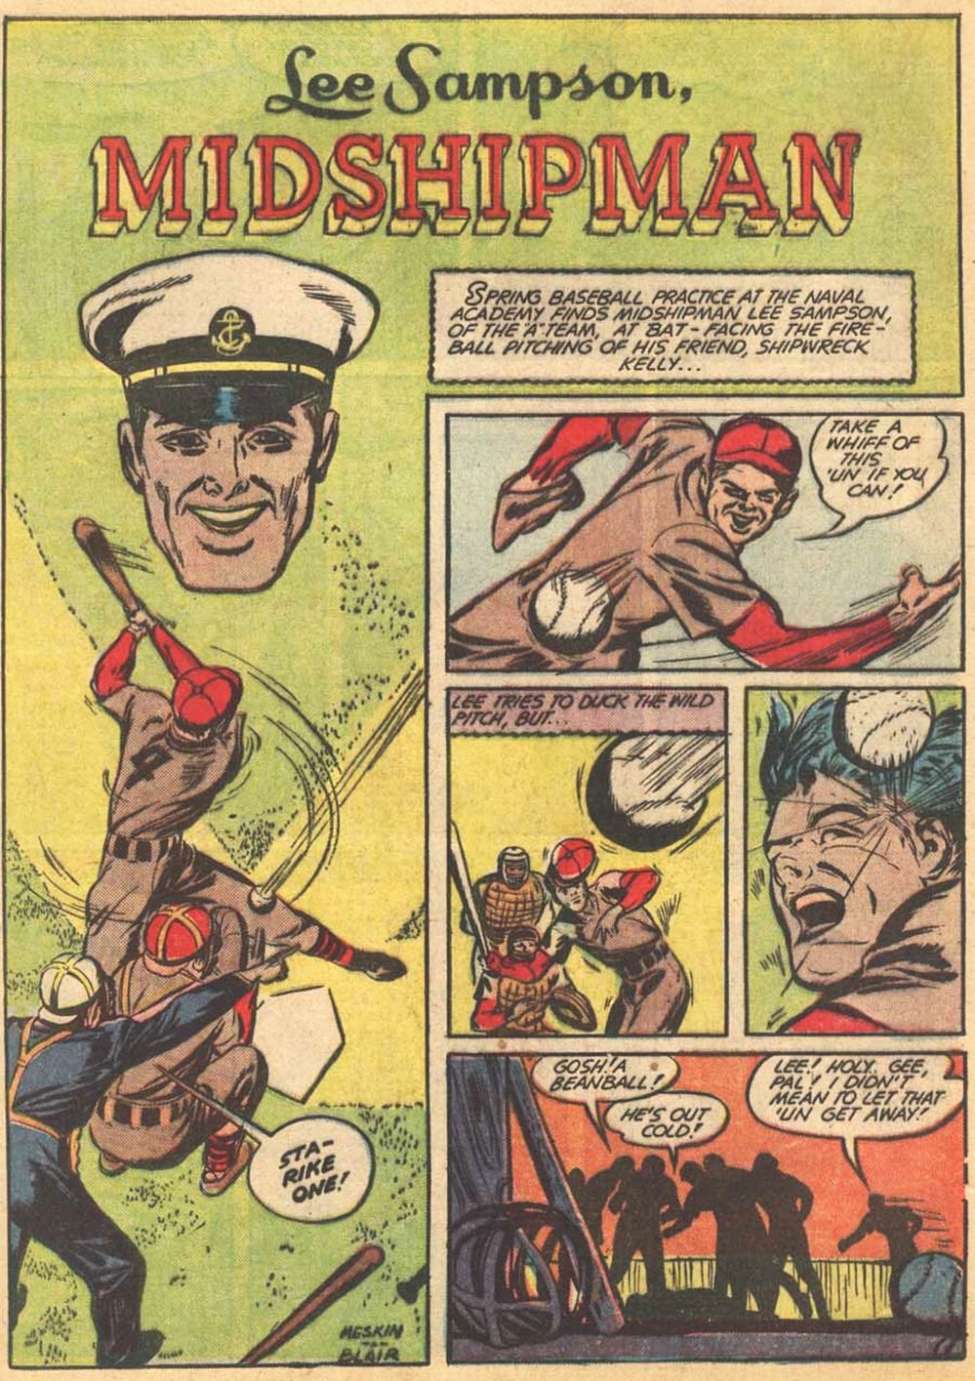 Lee Sampson,
MIDSHIPMAN
SPRING BASEBALL PRACTICE AT THE NAVAL
ACADEMY FINDS MIDSHIPMAN LEE SAMPSON,
OF THE "A" TEAM, AT BAT - FACING THE FIRE-
BALL PITCHING OF HIS FRIEND, SHIPWRECK
KELLY...
TAKE A
WHIFF OF
THIS
'UN IF YOU
CAN!
LEE TRIES TO DUCK THE WILD
PITCH, BUT...
STA-
RIKE
ONE!
GOSH! A
BEANBALL!
HE'S OUT
COLD!
LEE! HOLY GEE,
PAL! I DIDN'T
MEAN TO LET THAT
'UN GET AWAY!
MESKIN
-&-
BLAIR